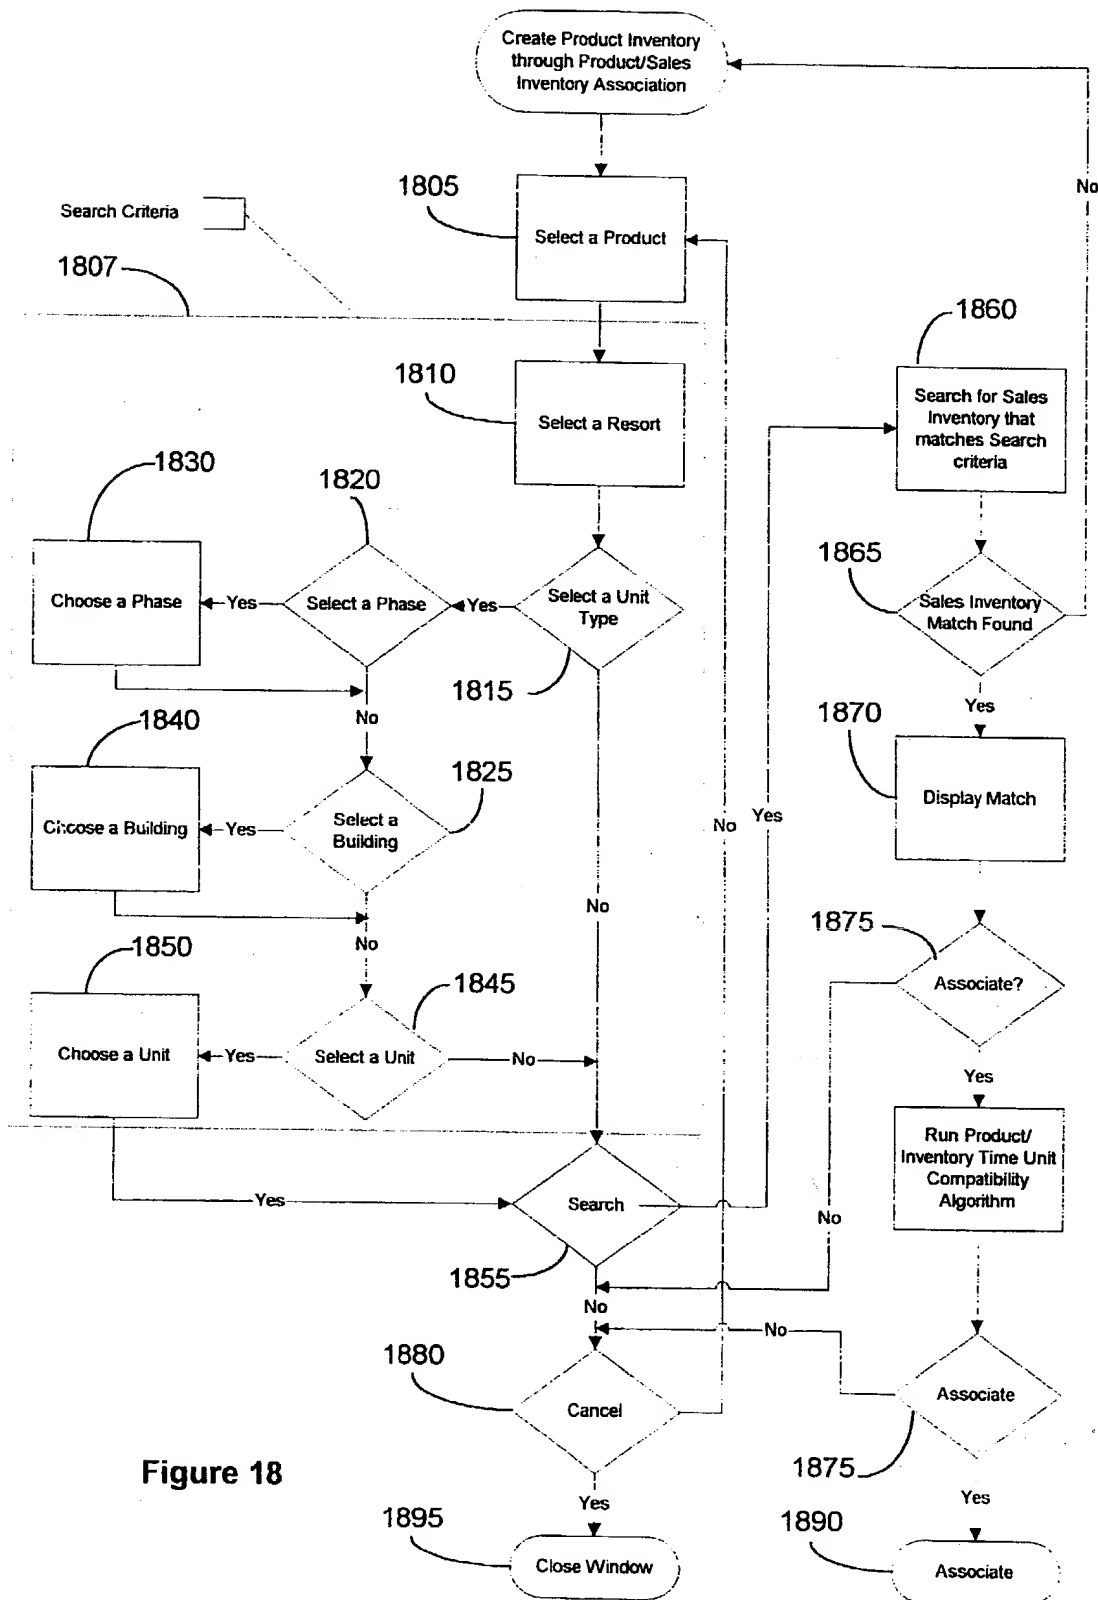 Create Product Inventory
through Product/Sales
Inventory Association
No
1805
Select a Product
Search Criteria
1807
1860
Search for Sales
Inventory that
matches Search
criteria
1810
Select a Resort
1830
Choose a Phase
Yes
1820
Select a Phase
Yes
Select a Unit
Type
1815
1865
Sales Inventory
Match Found
Yes
No
1840
Choose a Building
Yes
Select a
Building
1825
1870
Display Match
No
Yes
No
No
1850
Choose a Unit
Yes
Select a Unit
1845
No
1875
Associate?
Yes
Run Product/
Inventory Time Unit
Compatibility
Algorithm
Yes
Search
1855
No
No
No
1880
Cancel
Associate
1875
Figure 18
Yes
Yes
1895
Close Window
1890
Associate